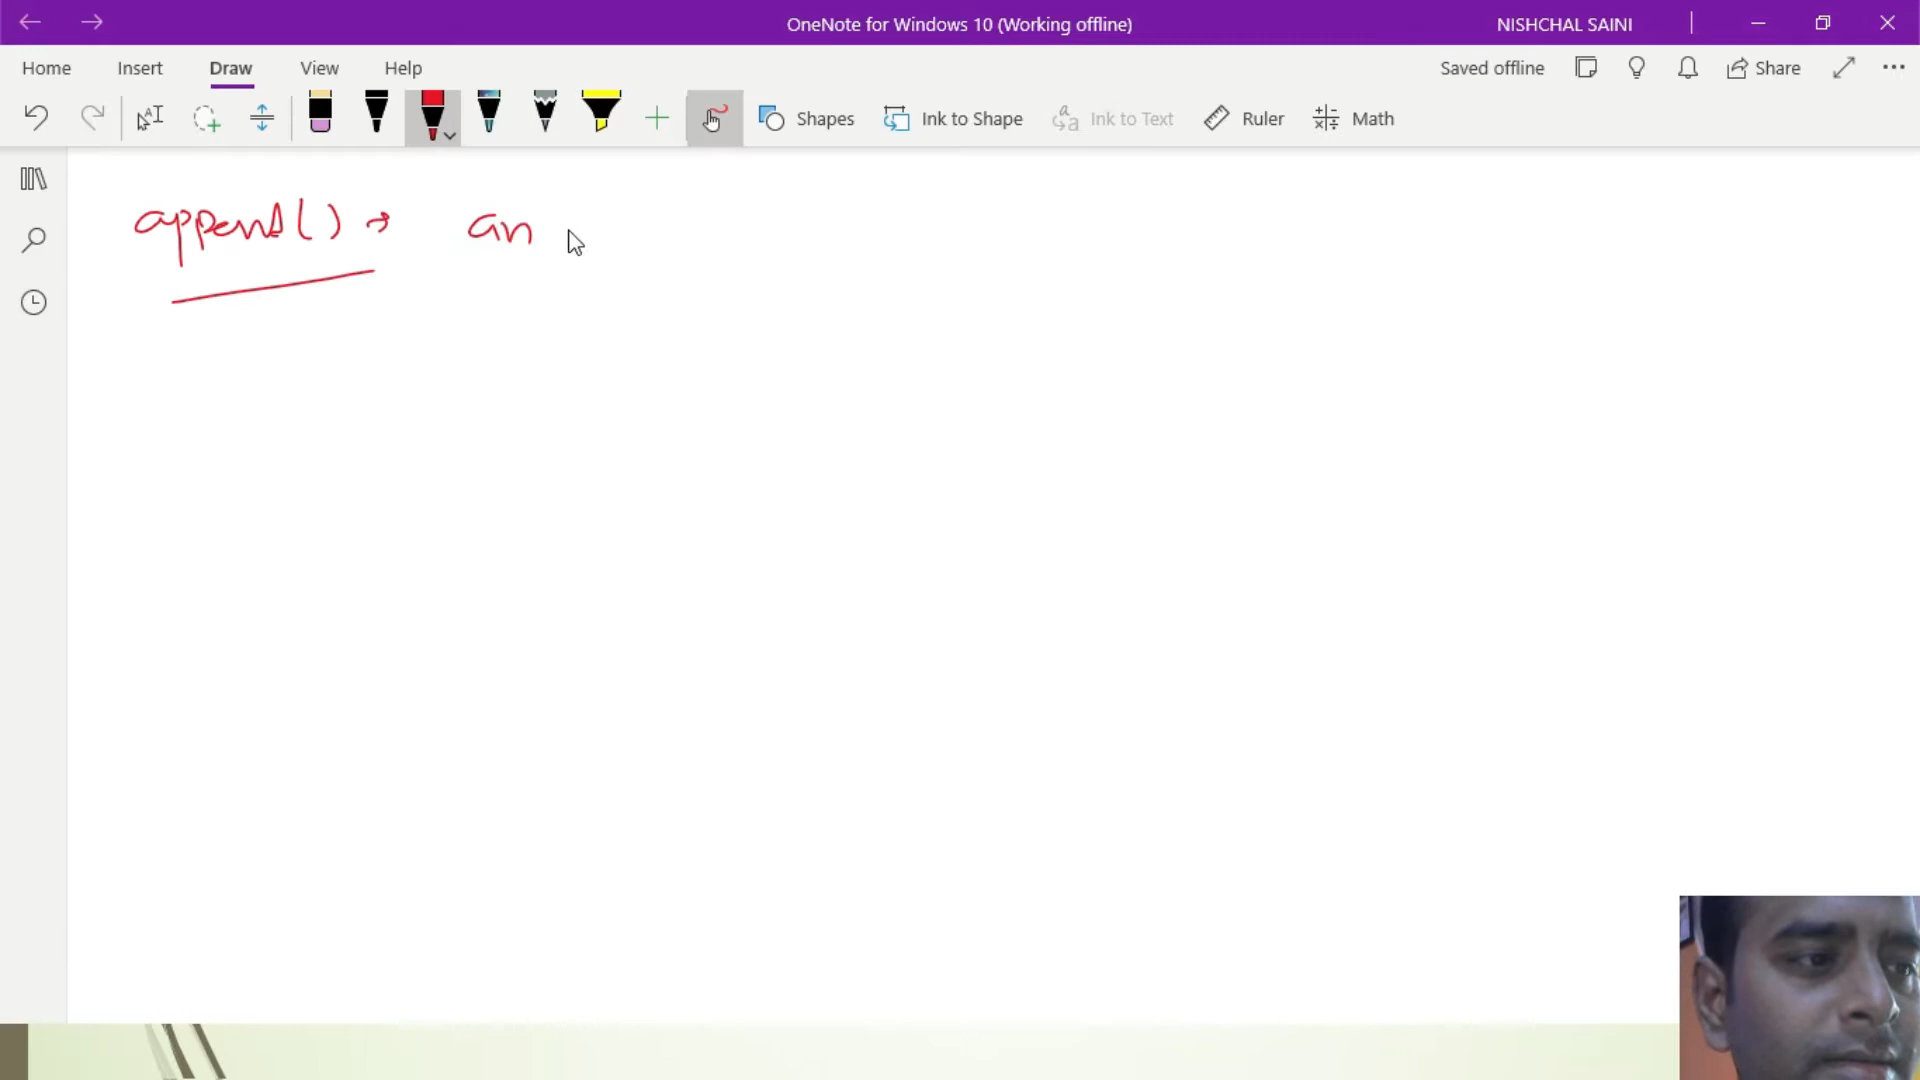 OneNote for Windows 10 (Working offline) NISHCHAL SAINI
Home Insert Draw View Help Saved offline Share
Shapes Ink to Shape Ink to Text Ruler Math
append() → an